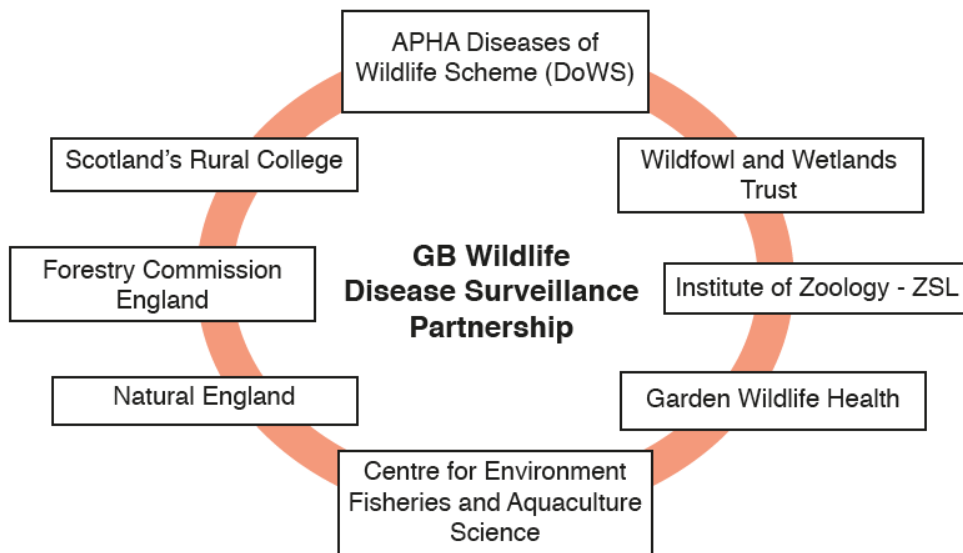 APHA Diseases of
Wildlife Scheme (DoWS)
Scotland's Rural College
Wildfowl and Wetlands
Trust
Forestry Commission
England
GB Wildlife
Disease Surveillance
Partnership
Institute of Zoology - ZSL
Natural England
Garden Wildlife Health
Centre for Environment
Fisheries and Aquaculture
Science